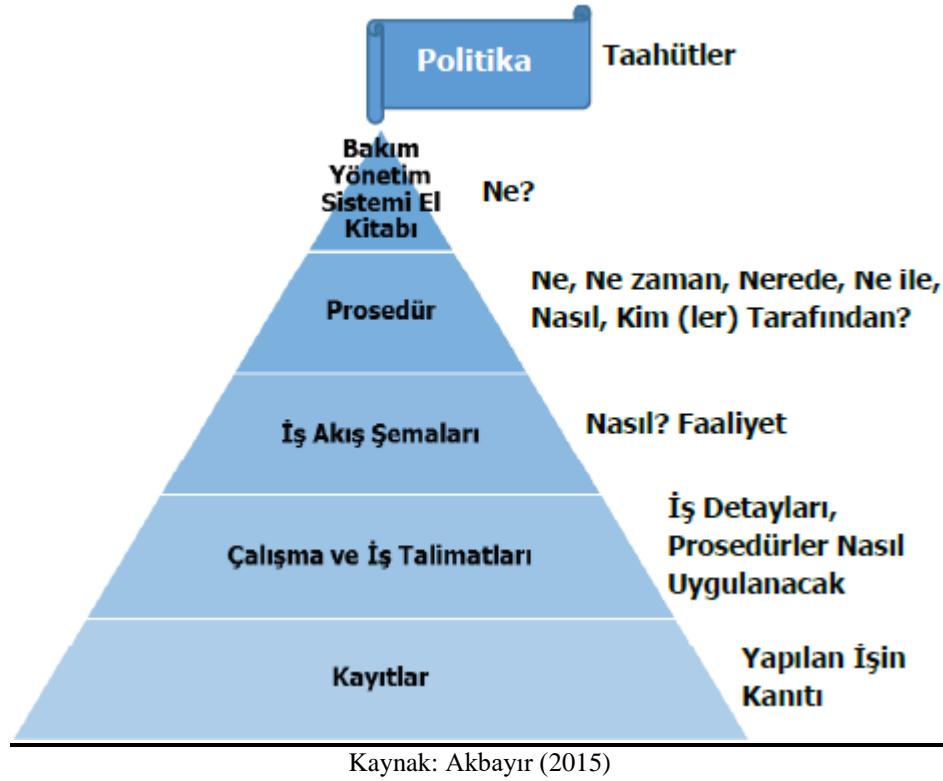 Politika
Taahütler
Bakım
Yönetim
Sistemi El
Kitabı
Ne?
Prosedür
Ne, Ne zaman, Nerede, Ne ile,
Nasıl, Kim (ler) Tarafından?
İş Akış Şemaları
Nasıl? Faaliyet
Çalışma ve İş Talimatları
İş Detayları,
Prosedürler Nasıl
Uygulanacak
Kayıtlar
Yapılan İşin
Kanıtı
Kaynak: Akbayır (2015)